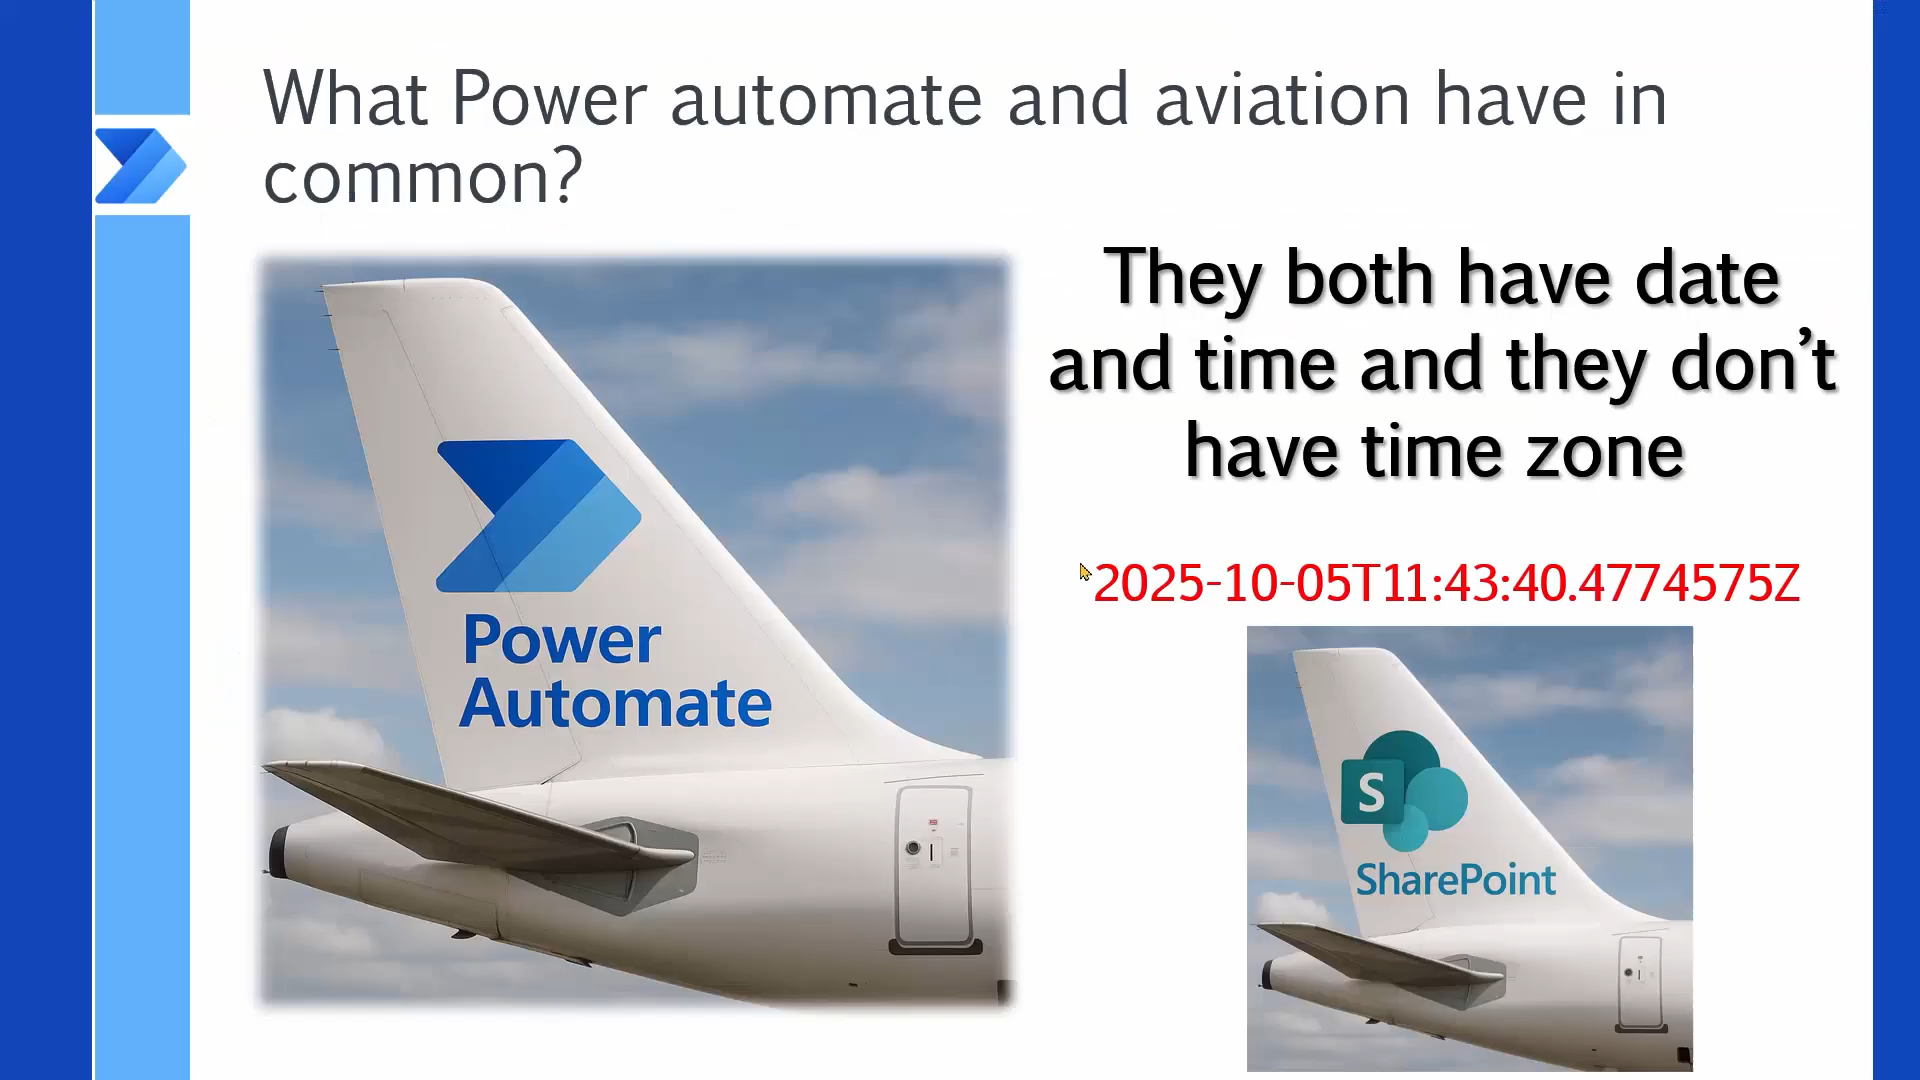 What Power automate and aviation have in
common?
They both have date
and time and they don’t
have time zone
2025-10-05T11:43:40.4774575Z
Power
Automate
S
SharePoint